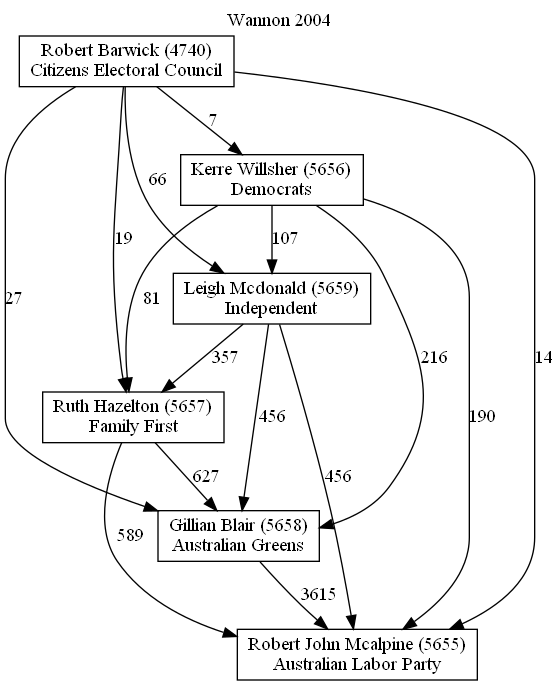 Wannon 2004
Robert Barwick (4740)
Citizens Electoral Council
7
Kerre Willsher (5656)
Democrats
66
19
107
Leigh Mcdonald (5659)
Independent
27
81
14
357
216
Ruth Hazelton (5657)
Family First
456
190
627
456
Gillian Blair (5658)
Australian Greens
589
3615
Robert John Mcalpine (5655)
Australian Labor Party